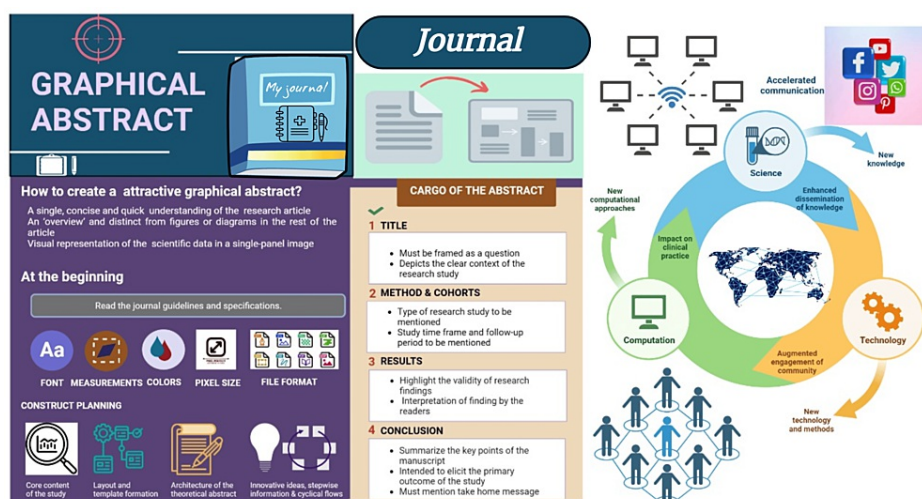 GRAPHICAL
ABSTRACT
My journal
How to create a attractive graphical abstract?
A single, concise and quick understanding of the research article
An 'overview' and distinct from figures or diagrams in the rest of the
article
Visual representation of the scientific data in a single-panel image
At the beginning
Read the journal guidelines and specifications.
Aa
FONT
MEASUREMENTS
COLORS
PIXEL SIZE
FILE FORMAT
CONSTRUCT PLANNING
Core content
of the study
Layout and
template formation
Architecture of the
theoretical abstract
Innovative ideas, stepwise
information & cyclical flows
Journal
CARGO OF THE ABSTRACT
1 TITLE
• Must be framed as a question
• Depicts the clear context of the
research study
2 METHOD & COHORTS
• Type of research study to be
mentioned
• Study time frame and follow-up
period to be mentioned
3 RESULTS
• Highlight the validity of research
findings
• Interpretation of finding by the
readers
4 CONCLUSION
• Summarize the key points of the
manuscript
• Intended to elicit the primary
outcome of the study
• Must mention take home message
Accelerated
communication
Science
New
knowledge
New
computational
approaches
Enhanced
dissemination
of knowledge
Impact on
clinical
practice
Computation
Technology
Augmented
engagement of
community
New
technology
and methods